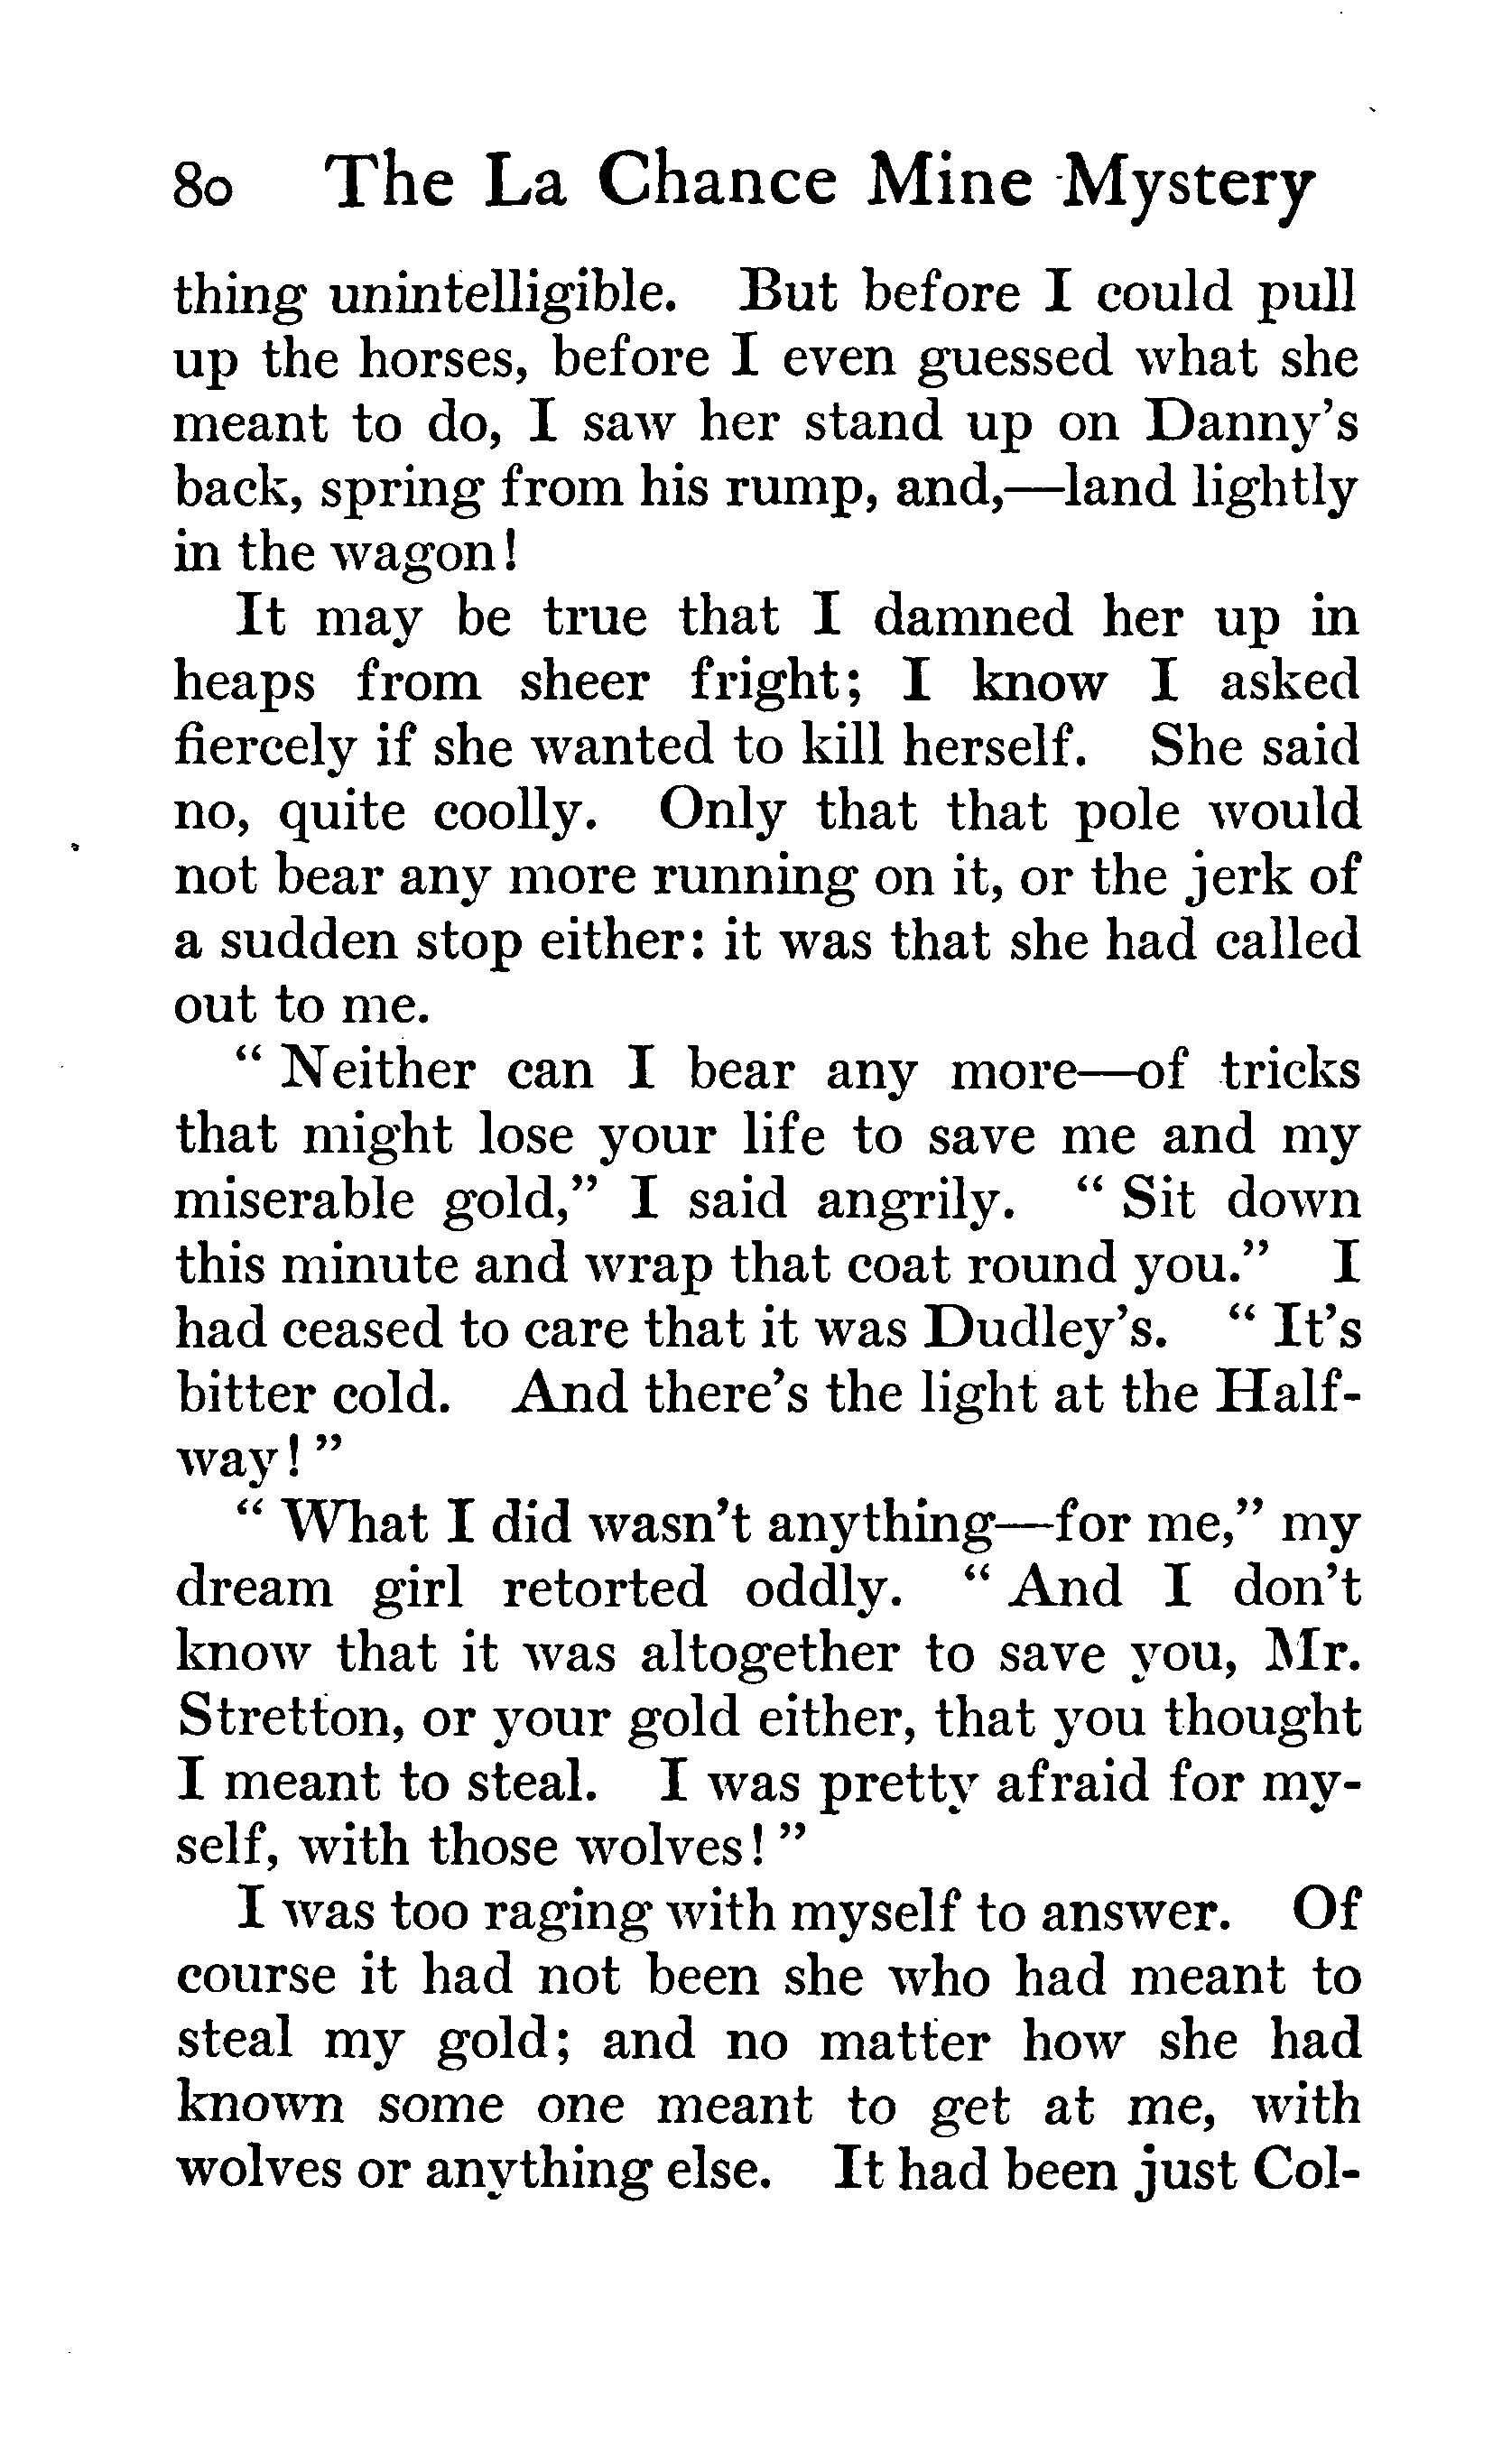 80 The La Chance Mine Mystery
thing unintelligible. But before I could pull
up the horses, before I even guessed what she
meant to do, I saw her stand up on Danny's
back, spring from his rump, and,—land lightly
in the wagon!
It may be true that I damned her up in
heaps from sheer fright; I know I asked
fiercely if she wanted to kill herself. She said
no, quite coolly. Only that that pole would
not bear any more running on it, or the jerk of
a sudden stop either: it was that she had called
out to me.
“ Neither can I bear any more—of tricks
that might lose your life to save me and my
miserable gold,” I said angrily. “ Sit down
this minute and wrap that coat round you.” I
had ceased to care that it was Dudley's. “ It's
bitter cold. And there's the light at the Half-
way! ”
“ What I did wasn't anything—for me,” my
dream girl retorted oddly. “ And I don't
know that it was altogether to save you, Mr.
Stretton, or your gold either, that you thought
I meant to steal. I was pretty afraid for my-
self, with those wolves! ”
I was too raging with myself to answer. Of
course it had not been she who had meant to
steal my gold; and no matter how she had
known some one meant to get at me, with
wolves or anything else. It had been just Col-